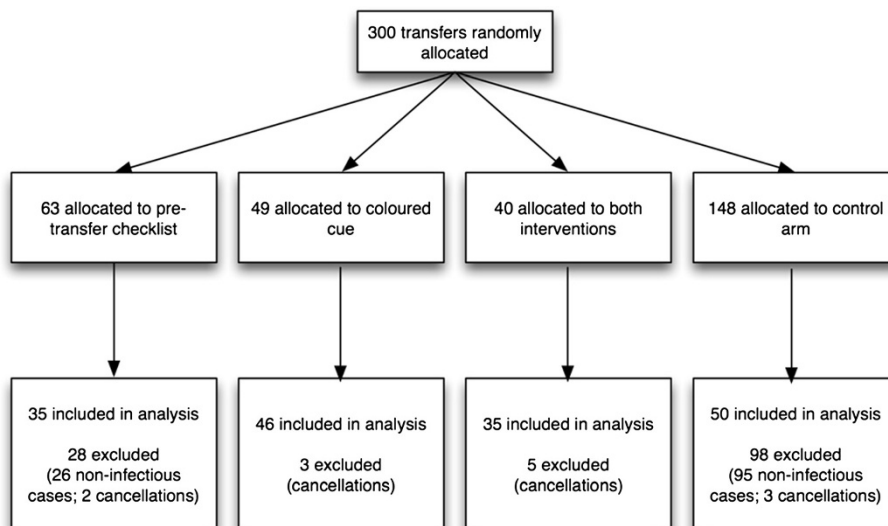 300 transfers randomly
allocated
63 allocated to pre-
transfer checklist
49 allocated to coloured
cue
40 allocated to both
interventions
148 allocated to control
arm
35 included in analysis
28 excluded
(26 non-infectious
cases; 2 cancellations)
46 included in analysis
3 excluded
(cancellations)
35 included in analysis
5 excluded
(cancellations)
50 included in analysis
98 excluded
(95 non-infectious
cases; 3 cancellations)